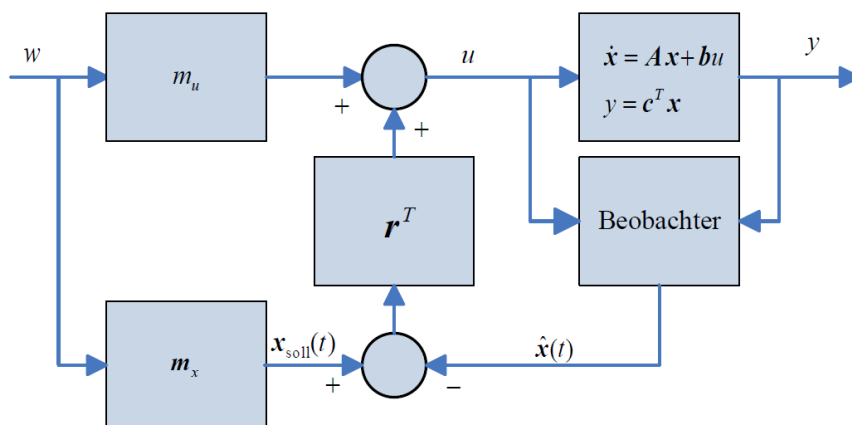 w
m_u
+
+
u
ẋ = Ax + bu
y = c^T x
y
r^T
Beobachter
m_x
x_soll(t)
+
−
x̂(t)